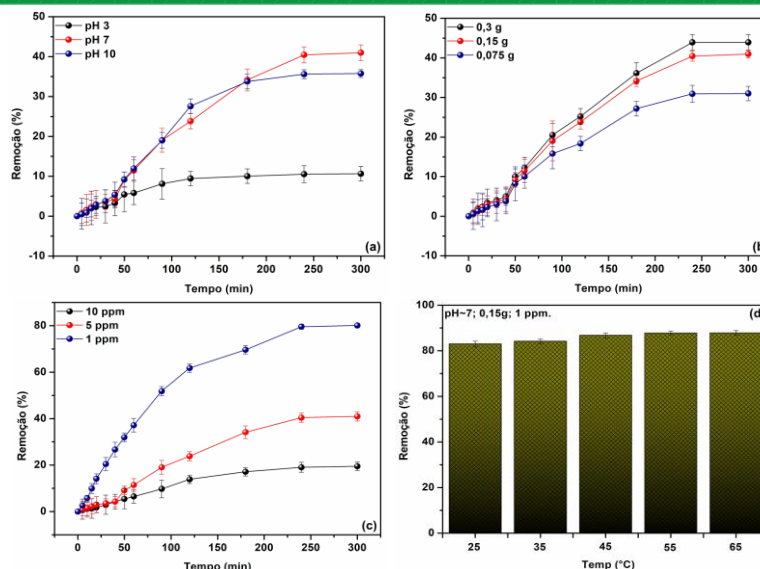 pH 3
pH 7
pH 10
Remoção (%)
50
40
30
20
10
0
-10
0 50 100 150 200 250 300
Tempo (min)
(a)
0,3 g
0,15 g
0,075 g
Remoção (%)
50
40
30
20
10
0
-10
0 50 100 150 200 250 300
Tempo (min)
(b)
10 ppm
5 ppm
1 ppm
Remoção (%)
80
60
40
20
0
0 50 100 150 200 250 300
Tempo (min)
(c)
pH~7; 0,15g; 1 ppm.
(d)
Remoção (%)
100
80
60
40
20
0
25 35 45 55 65
Temp (°C)